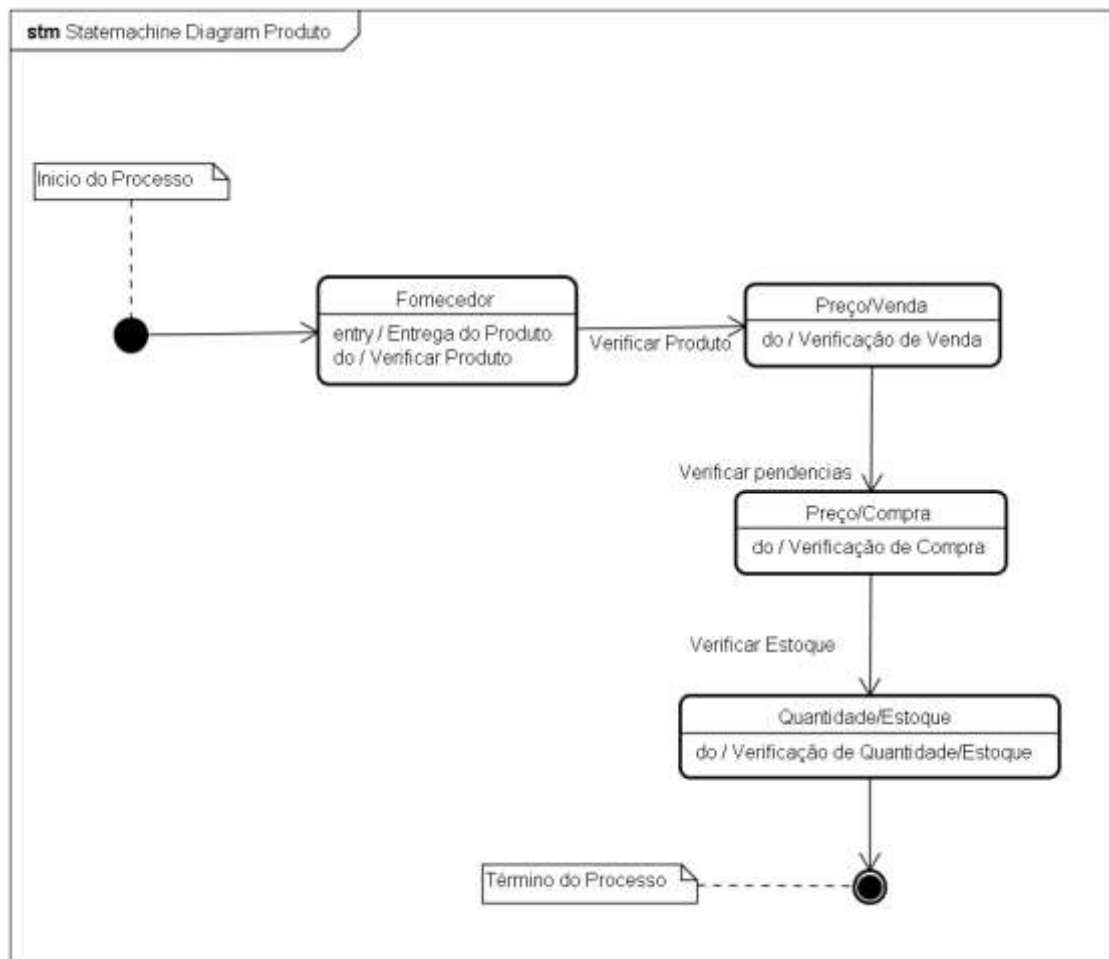 stm Statemachine Diagram Produto
Inicio do Processo
Fornecedor
entry / Entrega do Produto
do / Verificar Produto
Verificar Produto
Preço/Venda
do / Verificação de Venda
Verificar pendencias
Preço/Compra
do / Verificação de Compra
Verificar Estoque
Quantidade/Estoque
do / Verificação de Quantidade/Estoque
Término do Processo